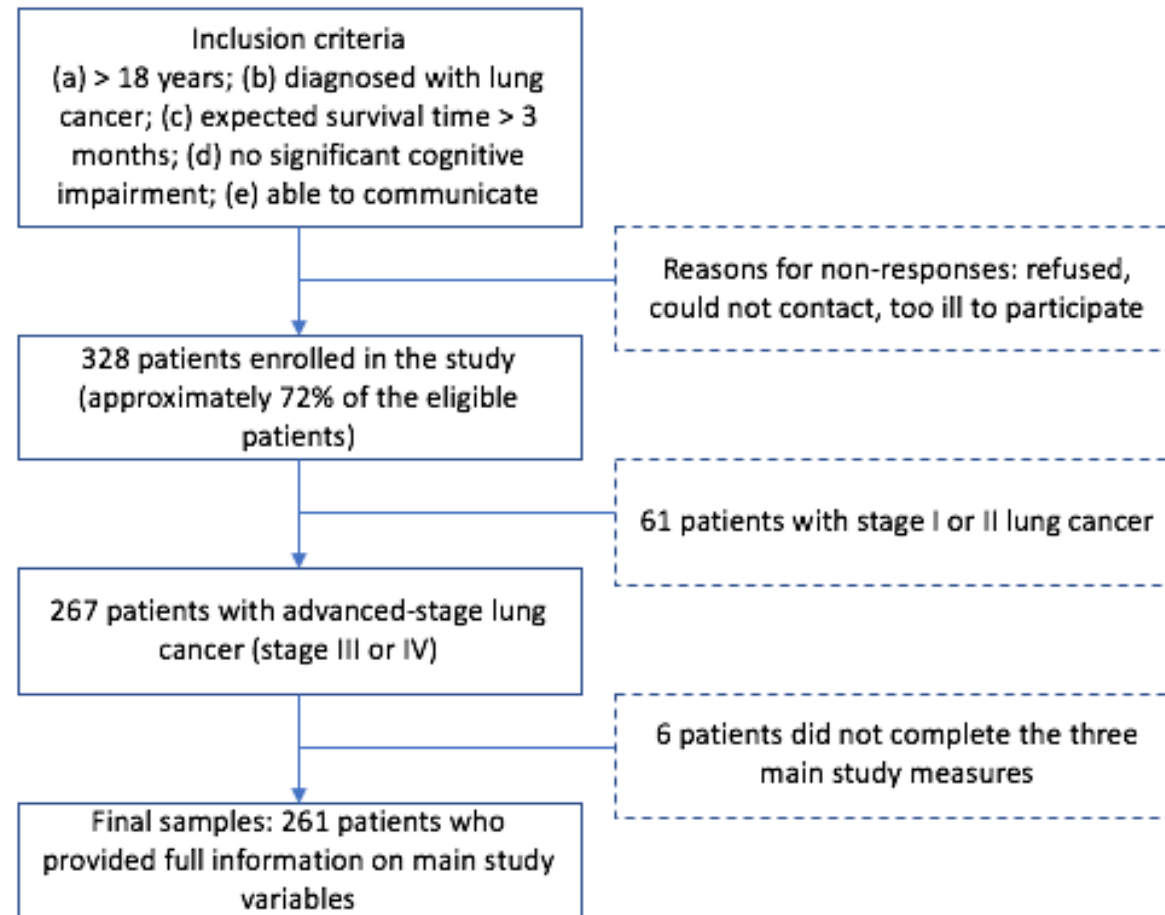 Inclusion criteria
(a) > 18 years; (b) diagnosed with lung
cancer; (c) expected survival time > 3
months; (d) no significant cognitive
impairment; (e) able to communicate
Reasons for non-responses: refused,
could not contact, too ill to participate
328 patients enrolled in the study
(approximately 72% of the eligible
patients)
61 patients with stage I or II lung cancer
267 patients with advanced-stage lung
cancer (stage III or IV)
6 patients did not complete the three
main study measures
Final samples: 261 patients who
provided full information on main study
variables